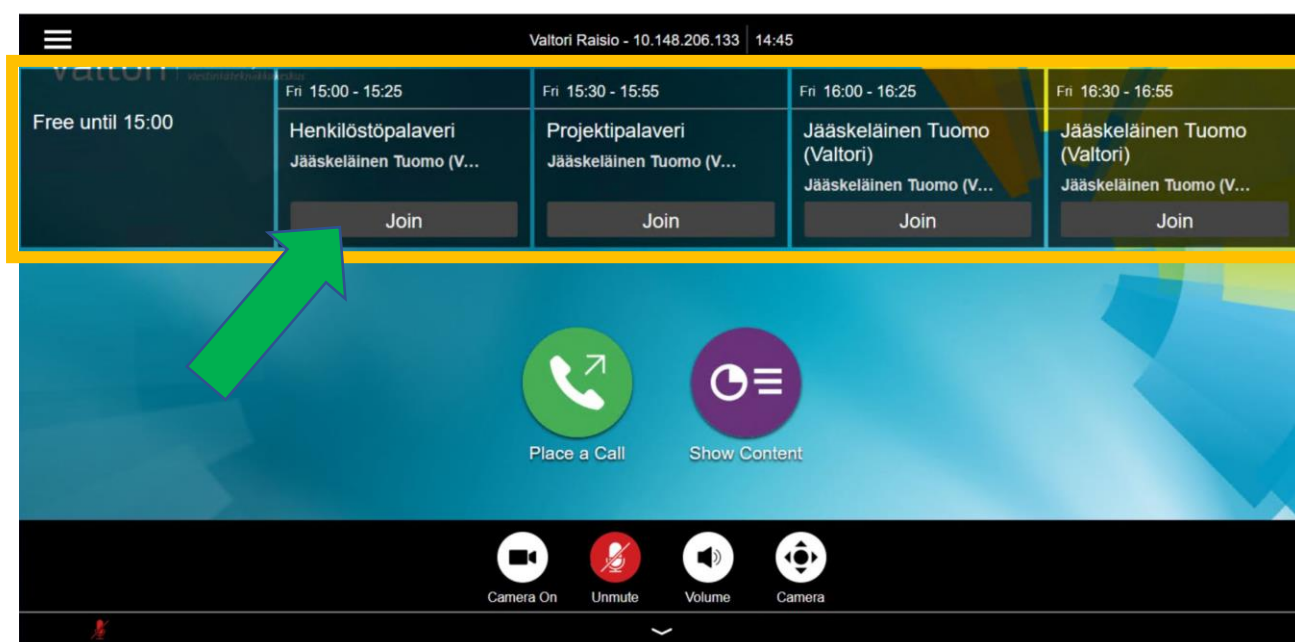 Valtori Raisio - 10.148.206.133 14:45
Valtori
Free until 15:00
Fri 15:00 - 15:25
Henkilöstöpalaveri
Jääskeläinen Tuomo (V...
Join
Fri 15:30 - 15:55
Projektipalaveri
Jääskeläinen Tuomo (V...
Join
Fri 16:00 - 16:25
Jääskeläinen Tuomo
(Valtori)
Jääskeläinen Tuomo (V...
Join
Fri 16:30 - 16:55
Jääskeläinen Tuomo
(Valtori)
Jääskeläinen Tuomo (V...
Join
Place a Call
Show Content
Camera On
Unmute
Volume
Camera